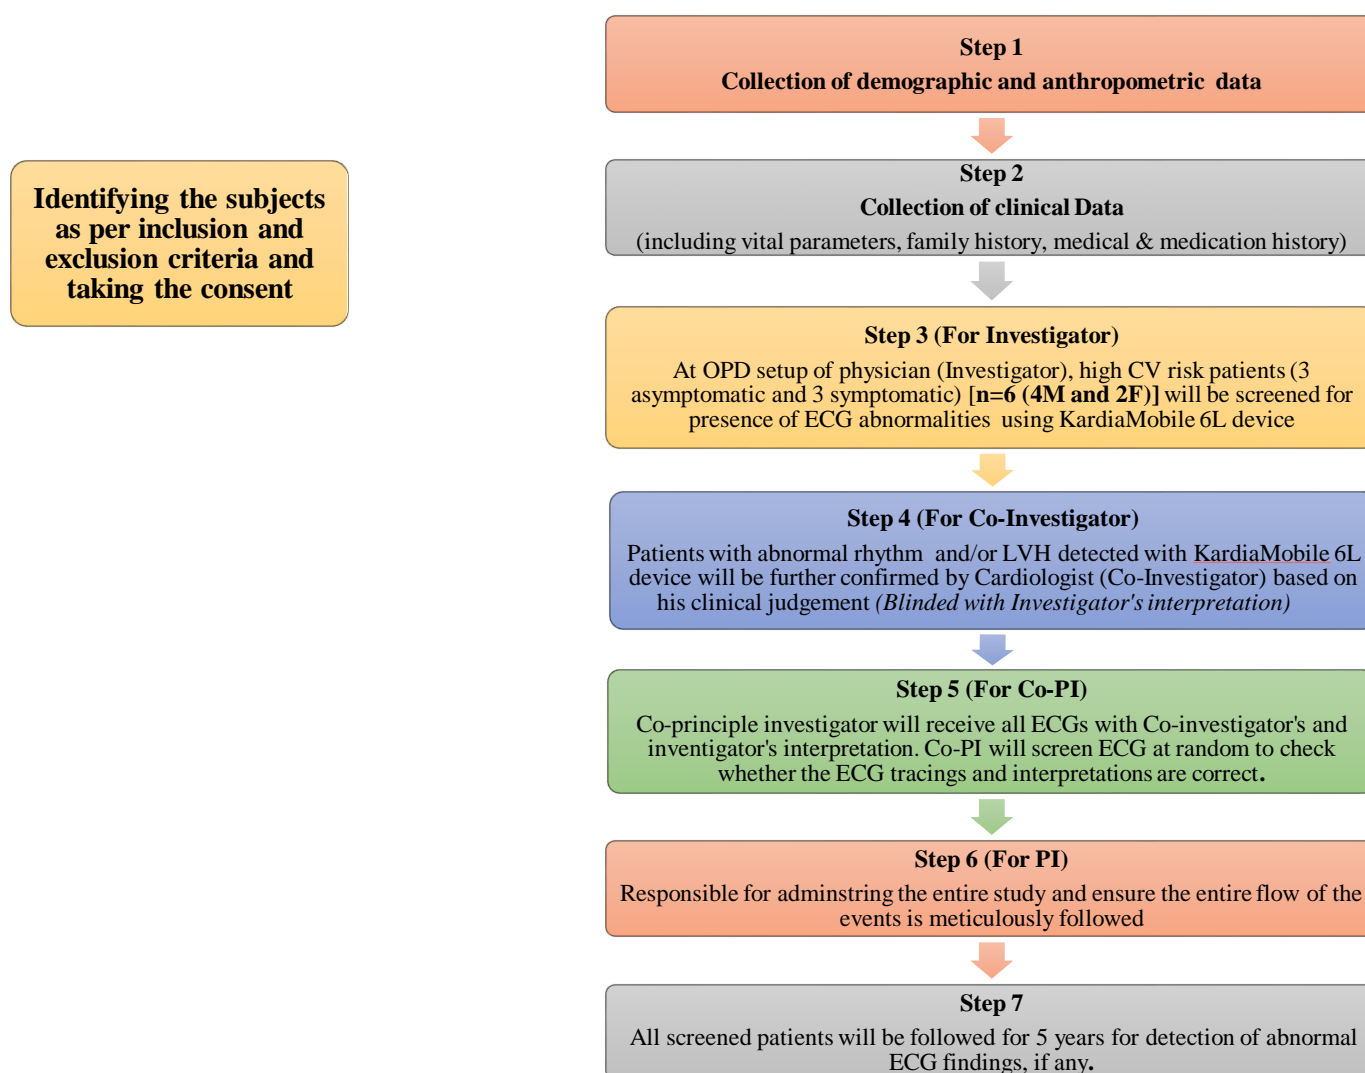 Identifying the subjects
as per inclusion and
exclusion criteria and
taking the consent
Step 1
Collection of demographic and anthropometric data
Step 2
Collection of clinical Data
(including vital parameters, family history, medical & medication history)
Step 3 (For Investigator)
At OPD setup of physician (Investigator), high CV risk patients (3
asymptomatic and 3 symptomatic) [n=6 (4M and 2F)] will be screened for
presence of ECG abnormalities using KardiaMobile 6L device
Step 4 (For Co-Investigator)
Patients with abnormal rhythm and/or LVH detected with KardiaMobile 6L
device will be further confirmed by Cardiologist (Co-Investigator) based on
his clinical judgement (Blinded with Investigator's interpretation)
Step 5 (For Co-PI)
Co-principle investigator will receive all ECGs with Co-investigator's and
inventigator's interpretation. Co-PI will screen ECG at random to check
whether the ECG tracings and interpretations are correct.
Step 6 (For PI)
Responsible for adminstring the entire study and ensure the entire flow of the
events is meticulously followed
Step 7
All screened patients will be followed for 5 years for detection of abnormal
ECG findings, if any.